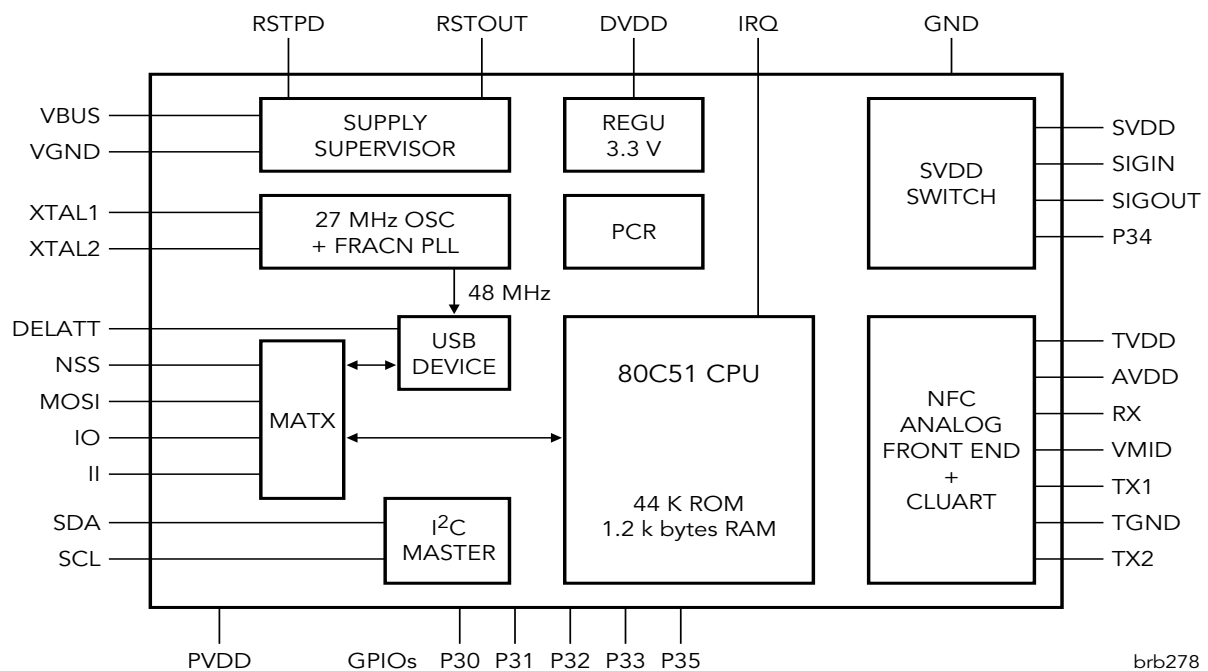 RSTPD RSTOUT DVDD IRQ GND
VBUS
VGND
SUPPLY
SUPERVISOR
REGU
3.3 V
SVDD
SWITCH
SVDD
SIGIN
SIGOUT
P34
XTAL1
XTAL2
27 MHz OSC
+ FRACN PLL
PCR
48 MHz
DELATT
NSS
MOSI
IO
II
MATX
USB
DEVICE
80C51 CPU
44 K ROM
1.2 k bytes RAM
NFC
ANALOG
FRONT END
+
CLUART
TVDD
AVDD
RX
VMID
TX1
TGND
TX2
SDA
SCL
I²C
MASTER
PVDD GPIOs P30 P31 P32 P33 P35
brb278